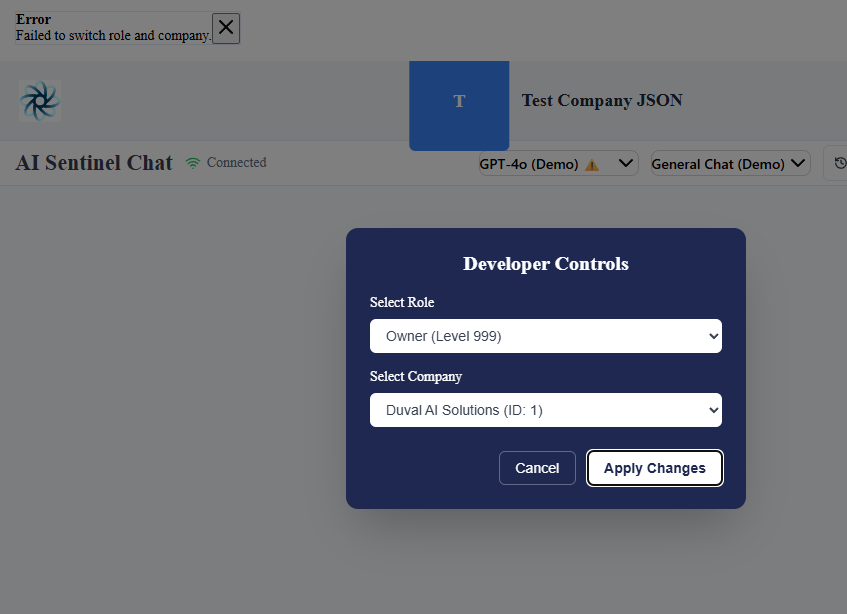 Error
Failed to switch role and company.
T
Test Company JSON
AI Sentinel Chat
Connected
GPT-4o (Demo)
General Chat (Demo)
Developer Controls
Select Role
Owner (Level 999)
Select Company
Duval AI Solutions (ID: 1)
Cancel
Apply Changes